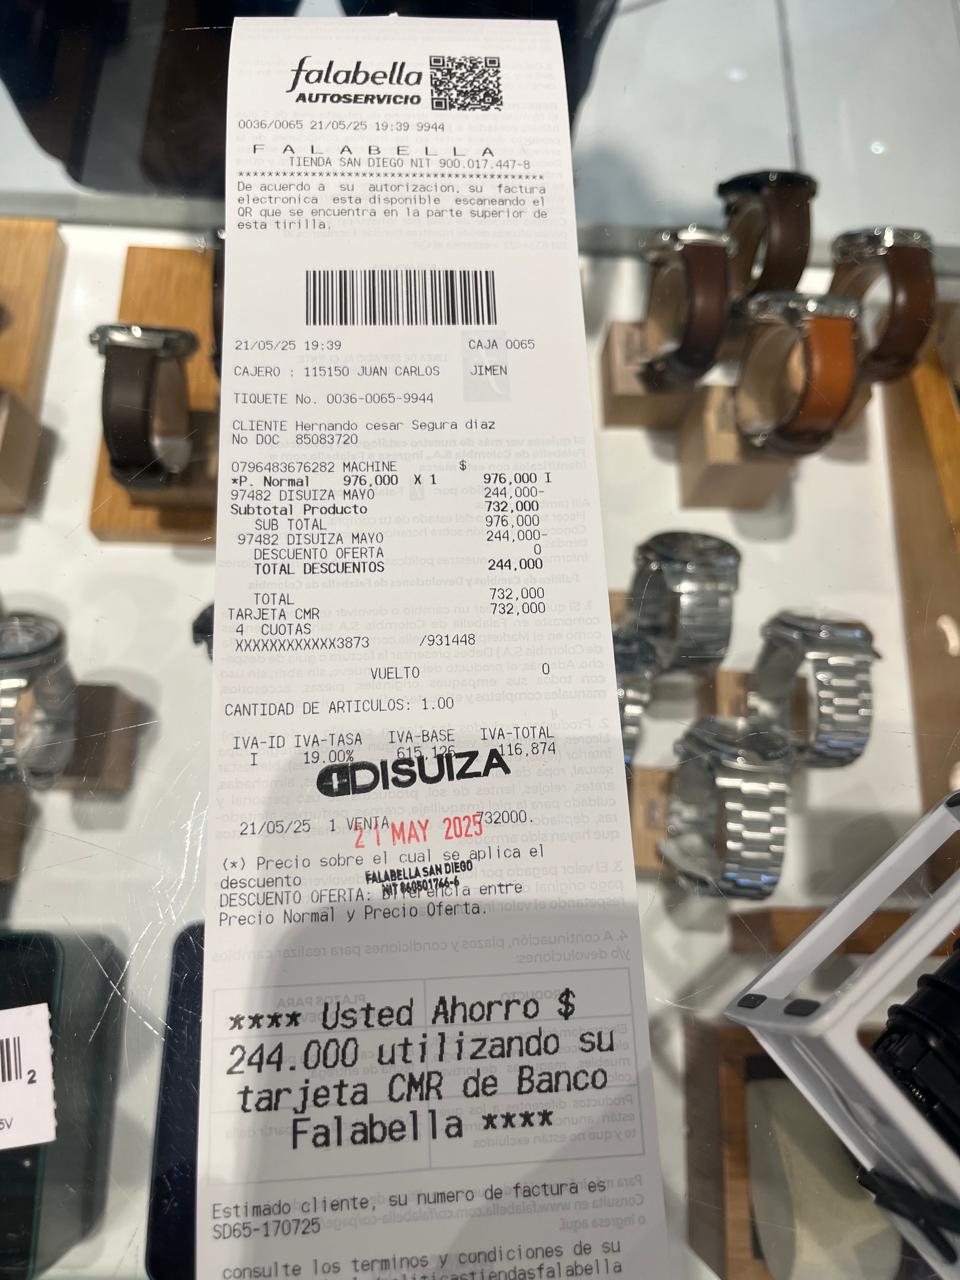 falabella
AUTOSERVICIO
0036/0065 21/05/25 19:39 9944
F A L A B E L L A
TIENDA SAN DIEGO NIT 900.017.447-8
******************************************
De acuerdo a su autorizacion, su factura
electronica esta disponible escaneando el
QR que se encuentra en la parte superior de
esta tirilla.
21/05/25 19:39 CAJA 0065
CAJERO : 115150 JUAN CARLOS JIMEN
TIQUETE No. 0036-0065-9944
CLIENTE Hernando cesar Segura diaz
No DOC 85083720
0796483676282 MACHINE $
*P. Normal 976,000 X 1 976,000 I
97482 DISUIZA MAYO 244,000-
Subtotal Producto 732,000
SUB TOTAL 976,000
97482 DISUIZA MAYO 244,000-
DESCUENTO OFERTA 0
TOTAL DESCUENTOS 244,000
TOTAL 732,000
TARJETA CMR 732,000
4 CUOTAS
XXXXXXXXXXXX3873 /931448
VUELTO 0
CANTIDAD DE ARTICULOS: 1.00
IVA-ID IVA-TASA IVA-BASE IVA-TOTAL
I 19.00% 615,126 116,874
DISUIZA
21/05/25 1 VENTA 732000.
21 MAY 2025
(*) Precio sobre el cual se aplica el
descuento
FALABELLA SAN DIEGO
NIT 860501766-6
DESCUENTO OFERTA: Diferencia entre
Precio Normal y Precio Oferta.
**** Usted Ahorro $
244.000 utilizando su
tarjeta CMR de Banco
Falabella ****
Estimado cliente, su numero de factura es
SD65-170725
consulte los terminos y condiciones de su
2
5V